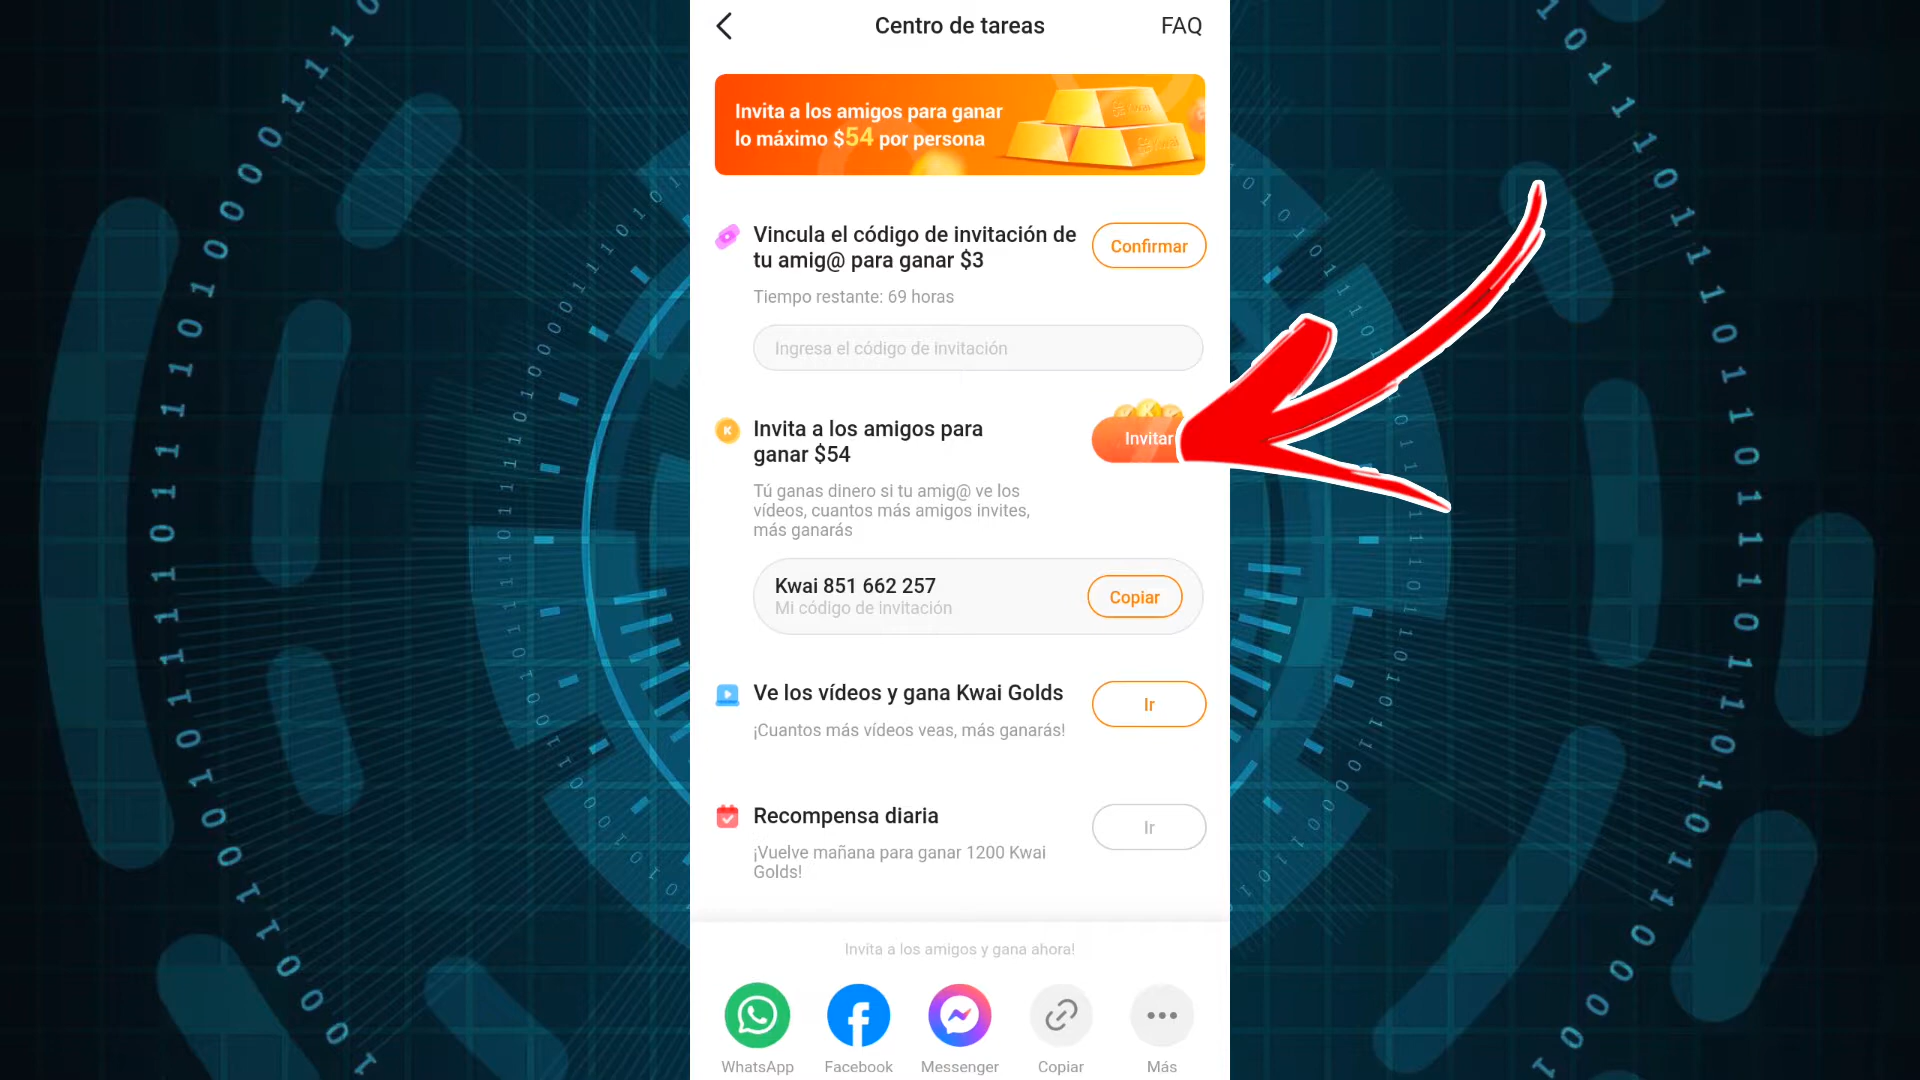 Centro de tareas
FAQ
Invita a los amigos para ganar
lo máximo $54 por persona
Vincula el código de invitación de
tu amig@ para ganar $3
Confirmar
Tiempo restante: 69 horas
Ingresa el código de invitación
Invita a los amigos para
ganar $54
Invitar
Tú ganas dinero si tu amig@ ve los
vídeos, cuantos más amigos invites,
más ganarás
Kwai 851 662 257
Mi código de invitación
Copiar
Ve los vídeos y gana Kwai Golds
Ir
¡Cuantos más vídeos veas, más ganarás!
Recompensa diaria
Ir
¡Vuelve mañana para ganar 1200 Kwai
Golds!
Invita a los amigos y gana ahora!
WhatsApp
Facebook
Messenger
Copiar
Más